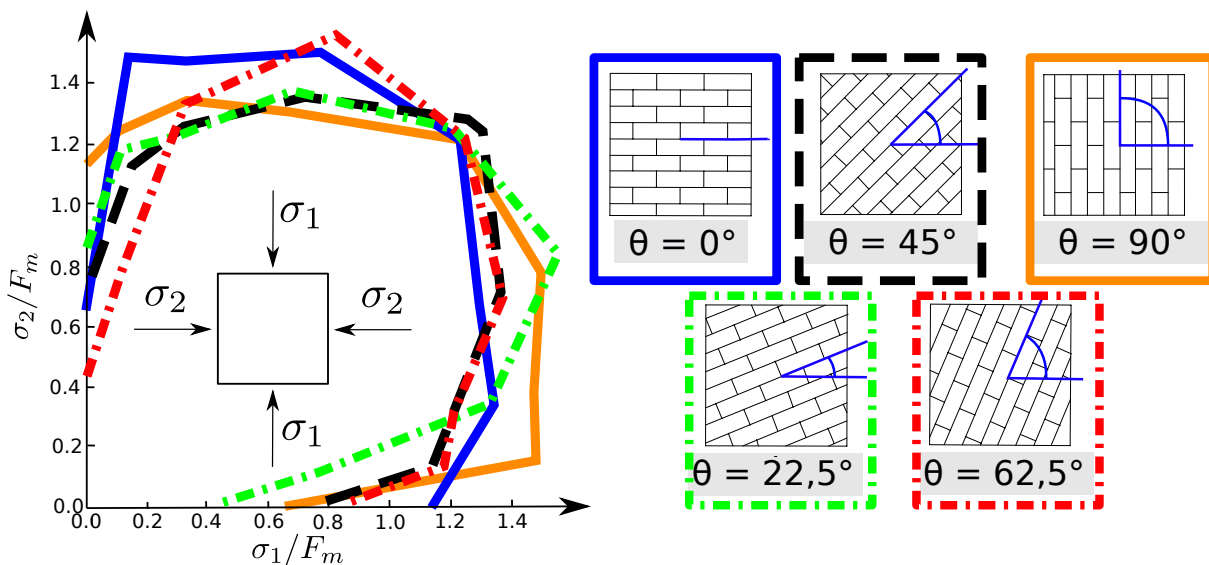 σ₂/Fₘ
1.4
1.2
1.0
0.8
0.6
0.4
0.2
0.0
0.0 0.2 0.4 0.6 0.8 1.0 1.2 1.4
σ₁/Fₘ
σ₁
σ₂ σ₂
σ₁
θ = 0°
θ = 45°
θ = 90°
θ = 22,5°
θ = 62,5°